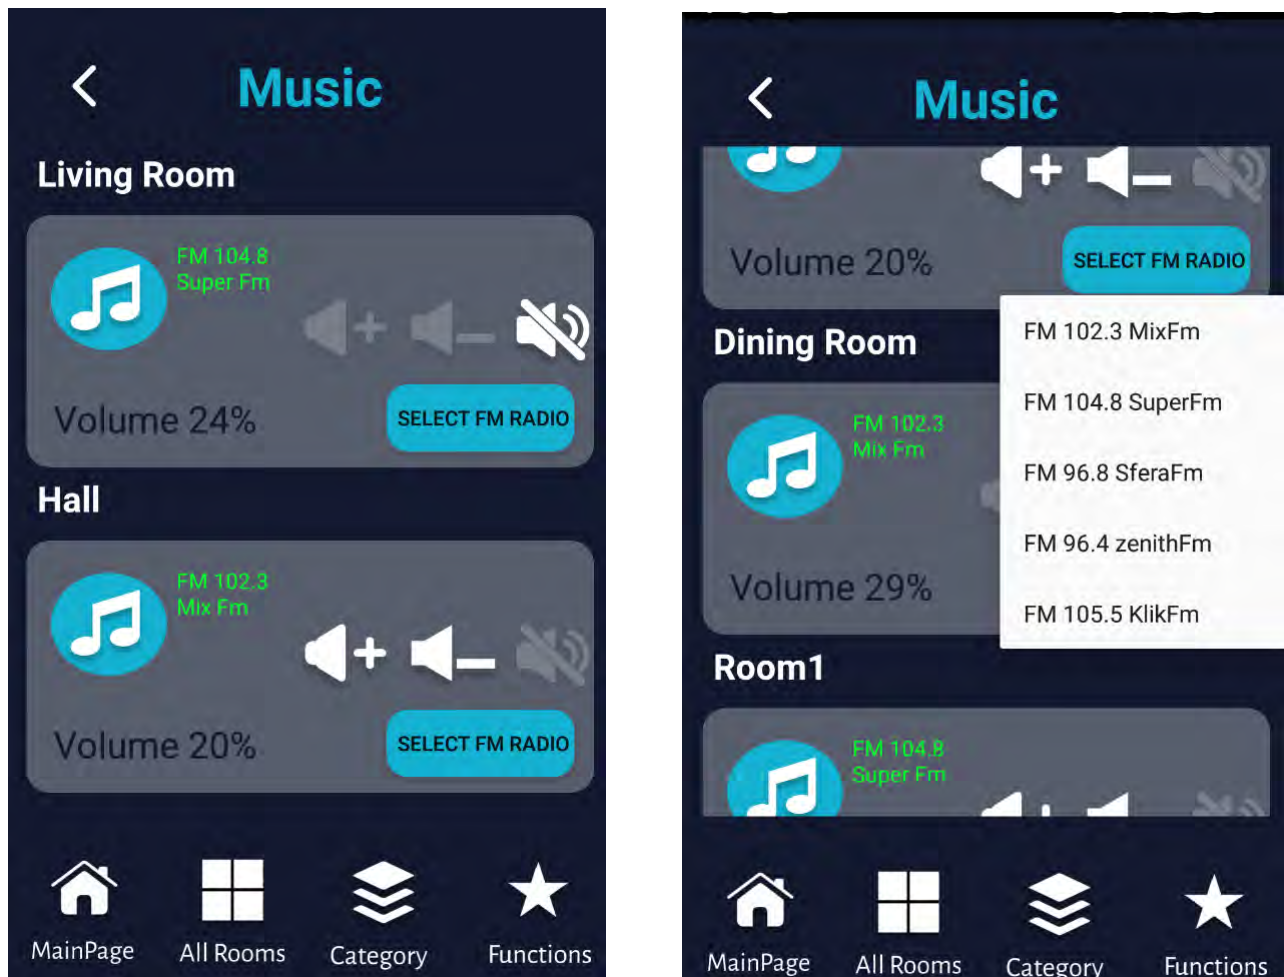 Music
Living Room
FM 104.8
Super Fm
Volume 24%
SELECT FM RADIO
Hall
FM 102.3
Mix Fm
Volume 20%
SELECT FM RADIO
MainPage
All Rooms
Category
Functions
Music
Volume 20%
SELECT FM RADIO
FM 102.3 MixFm
FM 104.8 SuperFm
FM 96.8 SferaFm
FM 96.4 zenithFm
FM 105.5 KlikFm
Dining Room
FM 102.3
Mix Fm
Volume 29%
Room1
FM 104.8
Super Fm
MainPage
All Rooms
Category
Functions